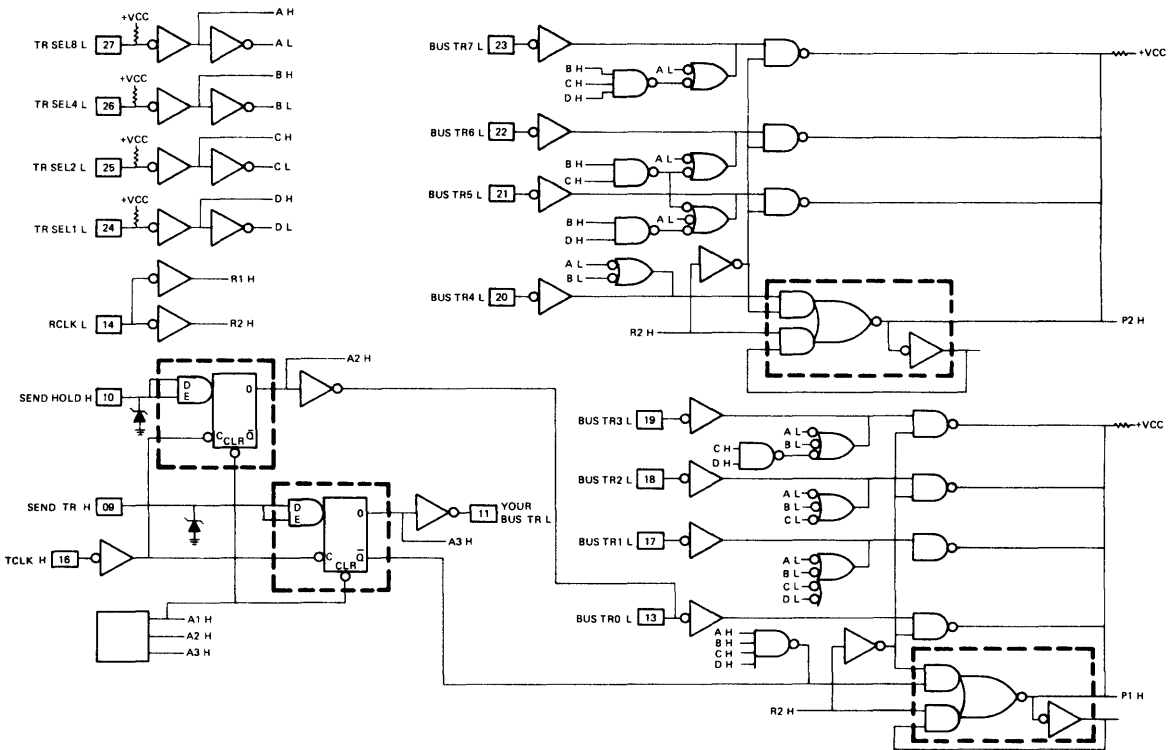 +VCC
TR SEL8 L 27
A H
A L
+VCC
TR SEL4 L 26
B H
B L
+VCC
TR SEL2 L 25
C H
C L
+VCC
TR SEL1 L 24
D H
D L
RCLK L 14
R1 H
R2 H
SEND HOLD H 10
D
E
C
CLR
0
Q
A2 H
SEND TR H 09
D
E
C
CLR
0
Q
11 YOUR
BUS TR L
A3 H
TCLK H 16
A1 H
A2 H
A3 H
BUS TR7 L 23
B H
C H
D H
A L
+VCC
BUS TR6 L 22
B H
C H
A L
BUS TR5 L 21
B H
D H
A L
A L
B L
BUS TR4 L 20
R2 H
P2 H
BUS TR3 L 19
A L
B L
C H
D H
+VCC
BUS TR2 L 18
A L
B L
C L
BUS TR1 L 17
A L
B L
C L
D L
BUS TR0 L 13
A H
B H
C H
D H
R2 H
P1 H